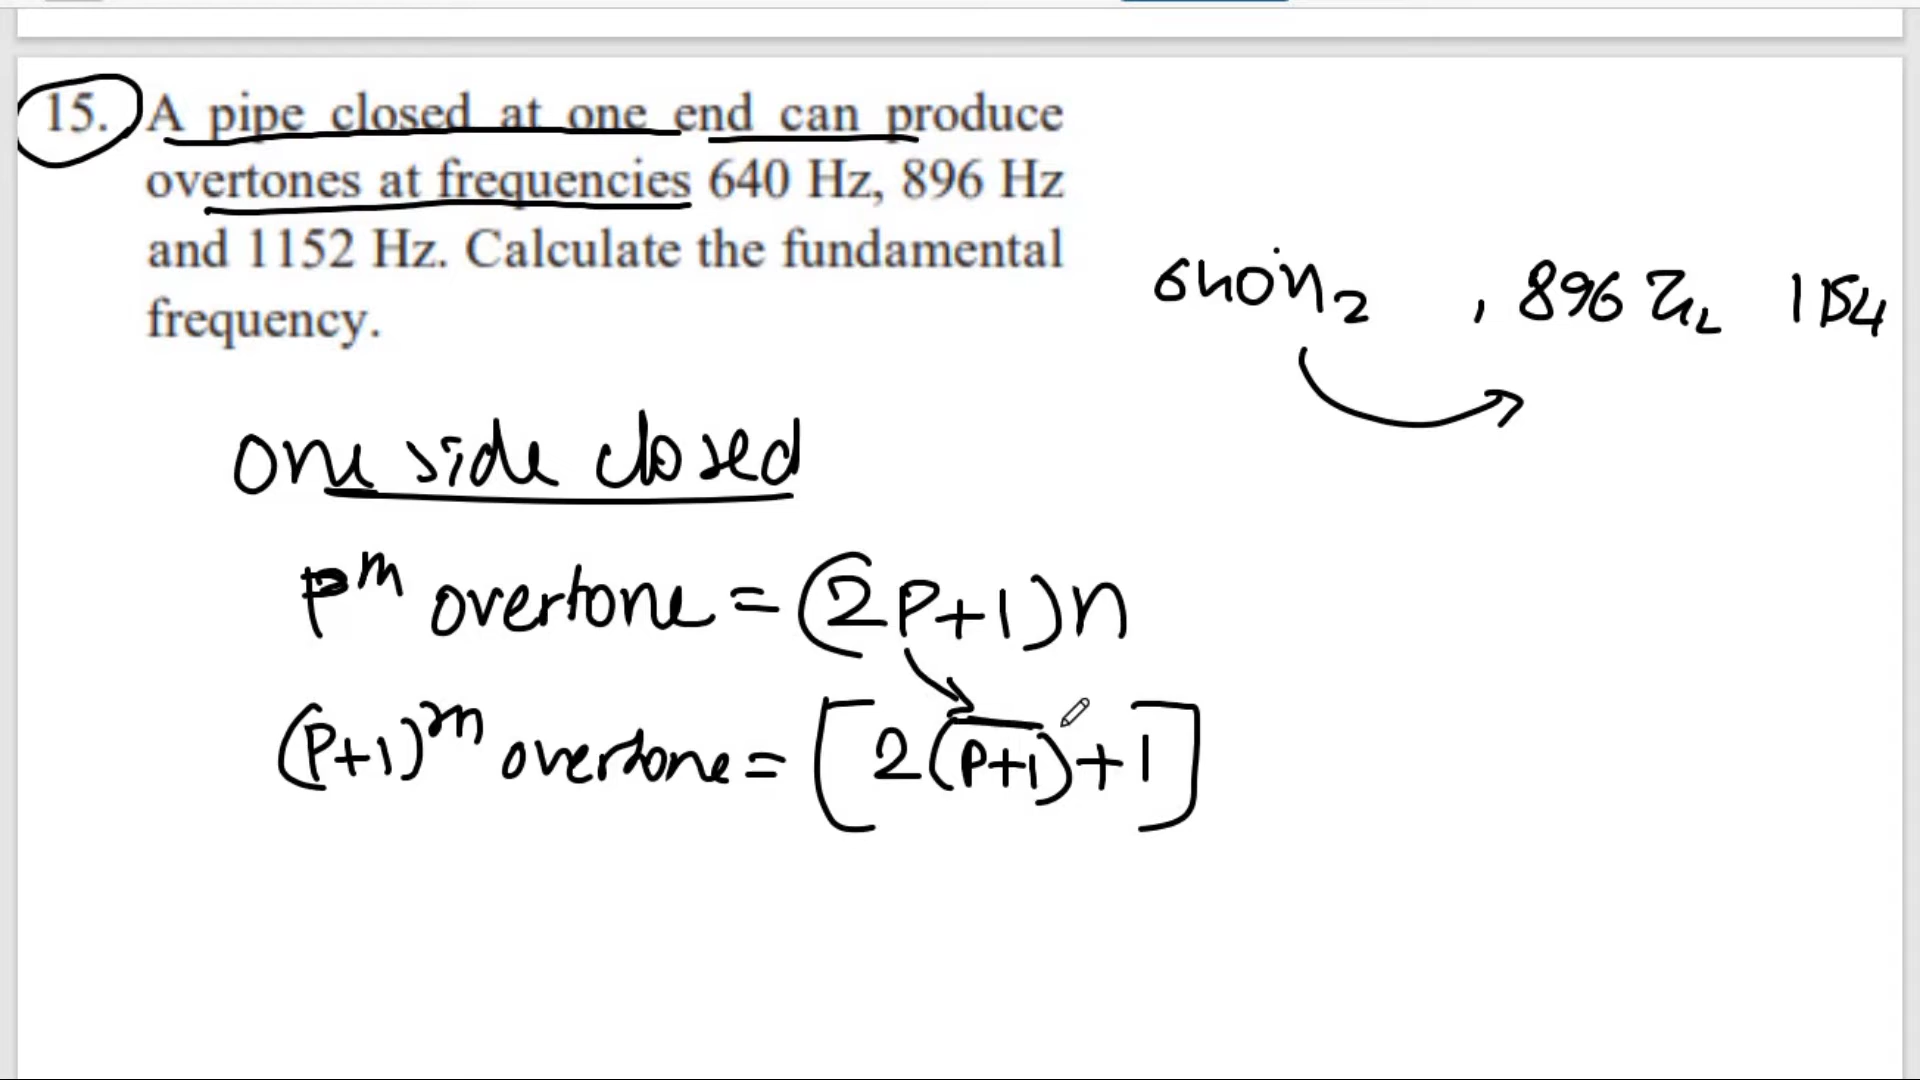 15. A pipe closed at one end can produce
overtones at frequencies 640 Hz, 896 Hz
and 1152 Hz. Calculate the fundamental
frequency.
640Hz , 896 Hz 1154
One side closed
pth overtone = (2p+1)n
(p+1)th overtone = [2(p+1)+1]